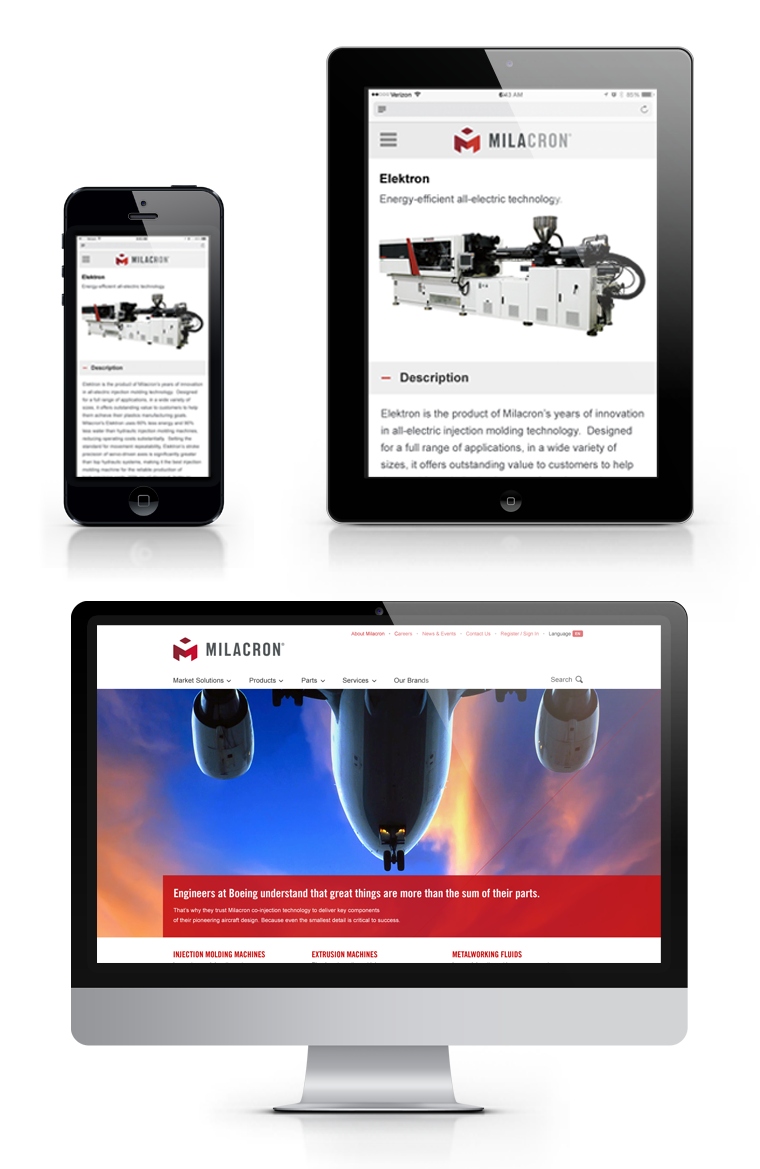 Verizon
6:43 AM
85%
MILACRON
Elektron
Energy-efficient all-electric technology.
– Description
Elektron is the product of Milacron's years of innovation
in all-electric injection molding technology. Designed
for a full range of applications, in a wide variety of
sizes, it offers outstanding value to customers to help
MILACRON
Elektron
Energy-efficient all-electric technology.
– Description
Elektron is the product of Milacron's years of innovation
in all-electric injection molding technology. Designed
for a full range of applications, in a wide variety of
sizes, it offers outstanding value to customers to help
them achieve their plastics manufacturing goals.
Milacron's Elektron uses 60% less energy and 90%
less water than hydraulic injection molding machines,
reducing operating costs substantially. Setting the
standard for movement repeatability, Elektron's stroke
precision of servo-driven axes is significantly greater
than top hydraulic systems, making it the best injection
molding machine for the reliable production of
About Milacron • Careers • News & Events • Contact Us • Register / Sign In • Language EN
MILACRON®
Market Solutions Products Parts Services Our Brands Search
Engineers at Boeing understand that great things are more than the sum of their parts.
That's why they trust Milacron co-injection technology to deliver key components
of their pioneering aircraft design. Because even the smallest detail is critical to success.
INJECTION MOLDING MACHINES EXTRUSION MACHINES METALWORKING FLUIDS